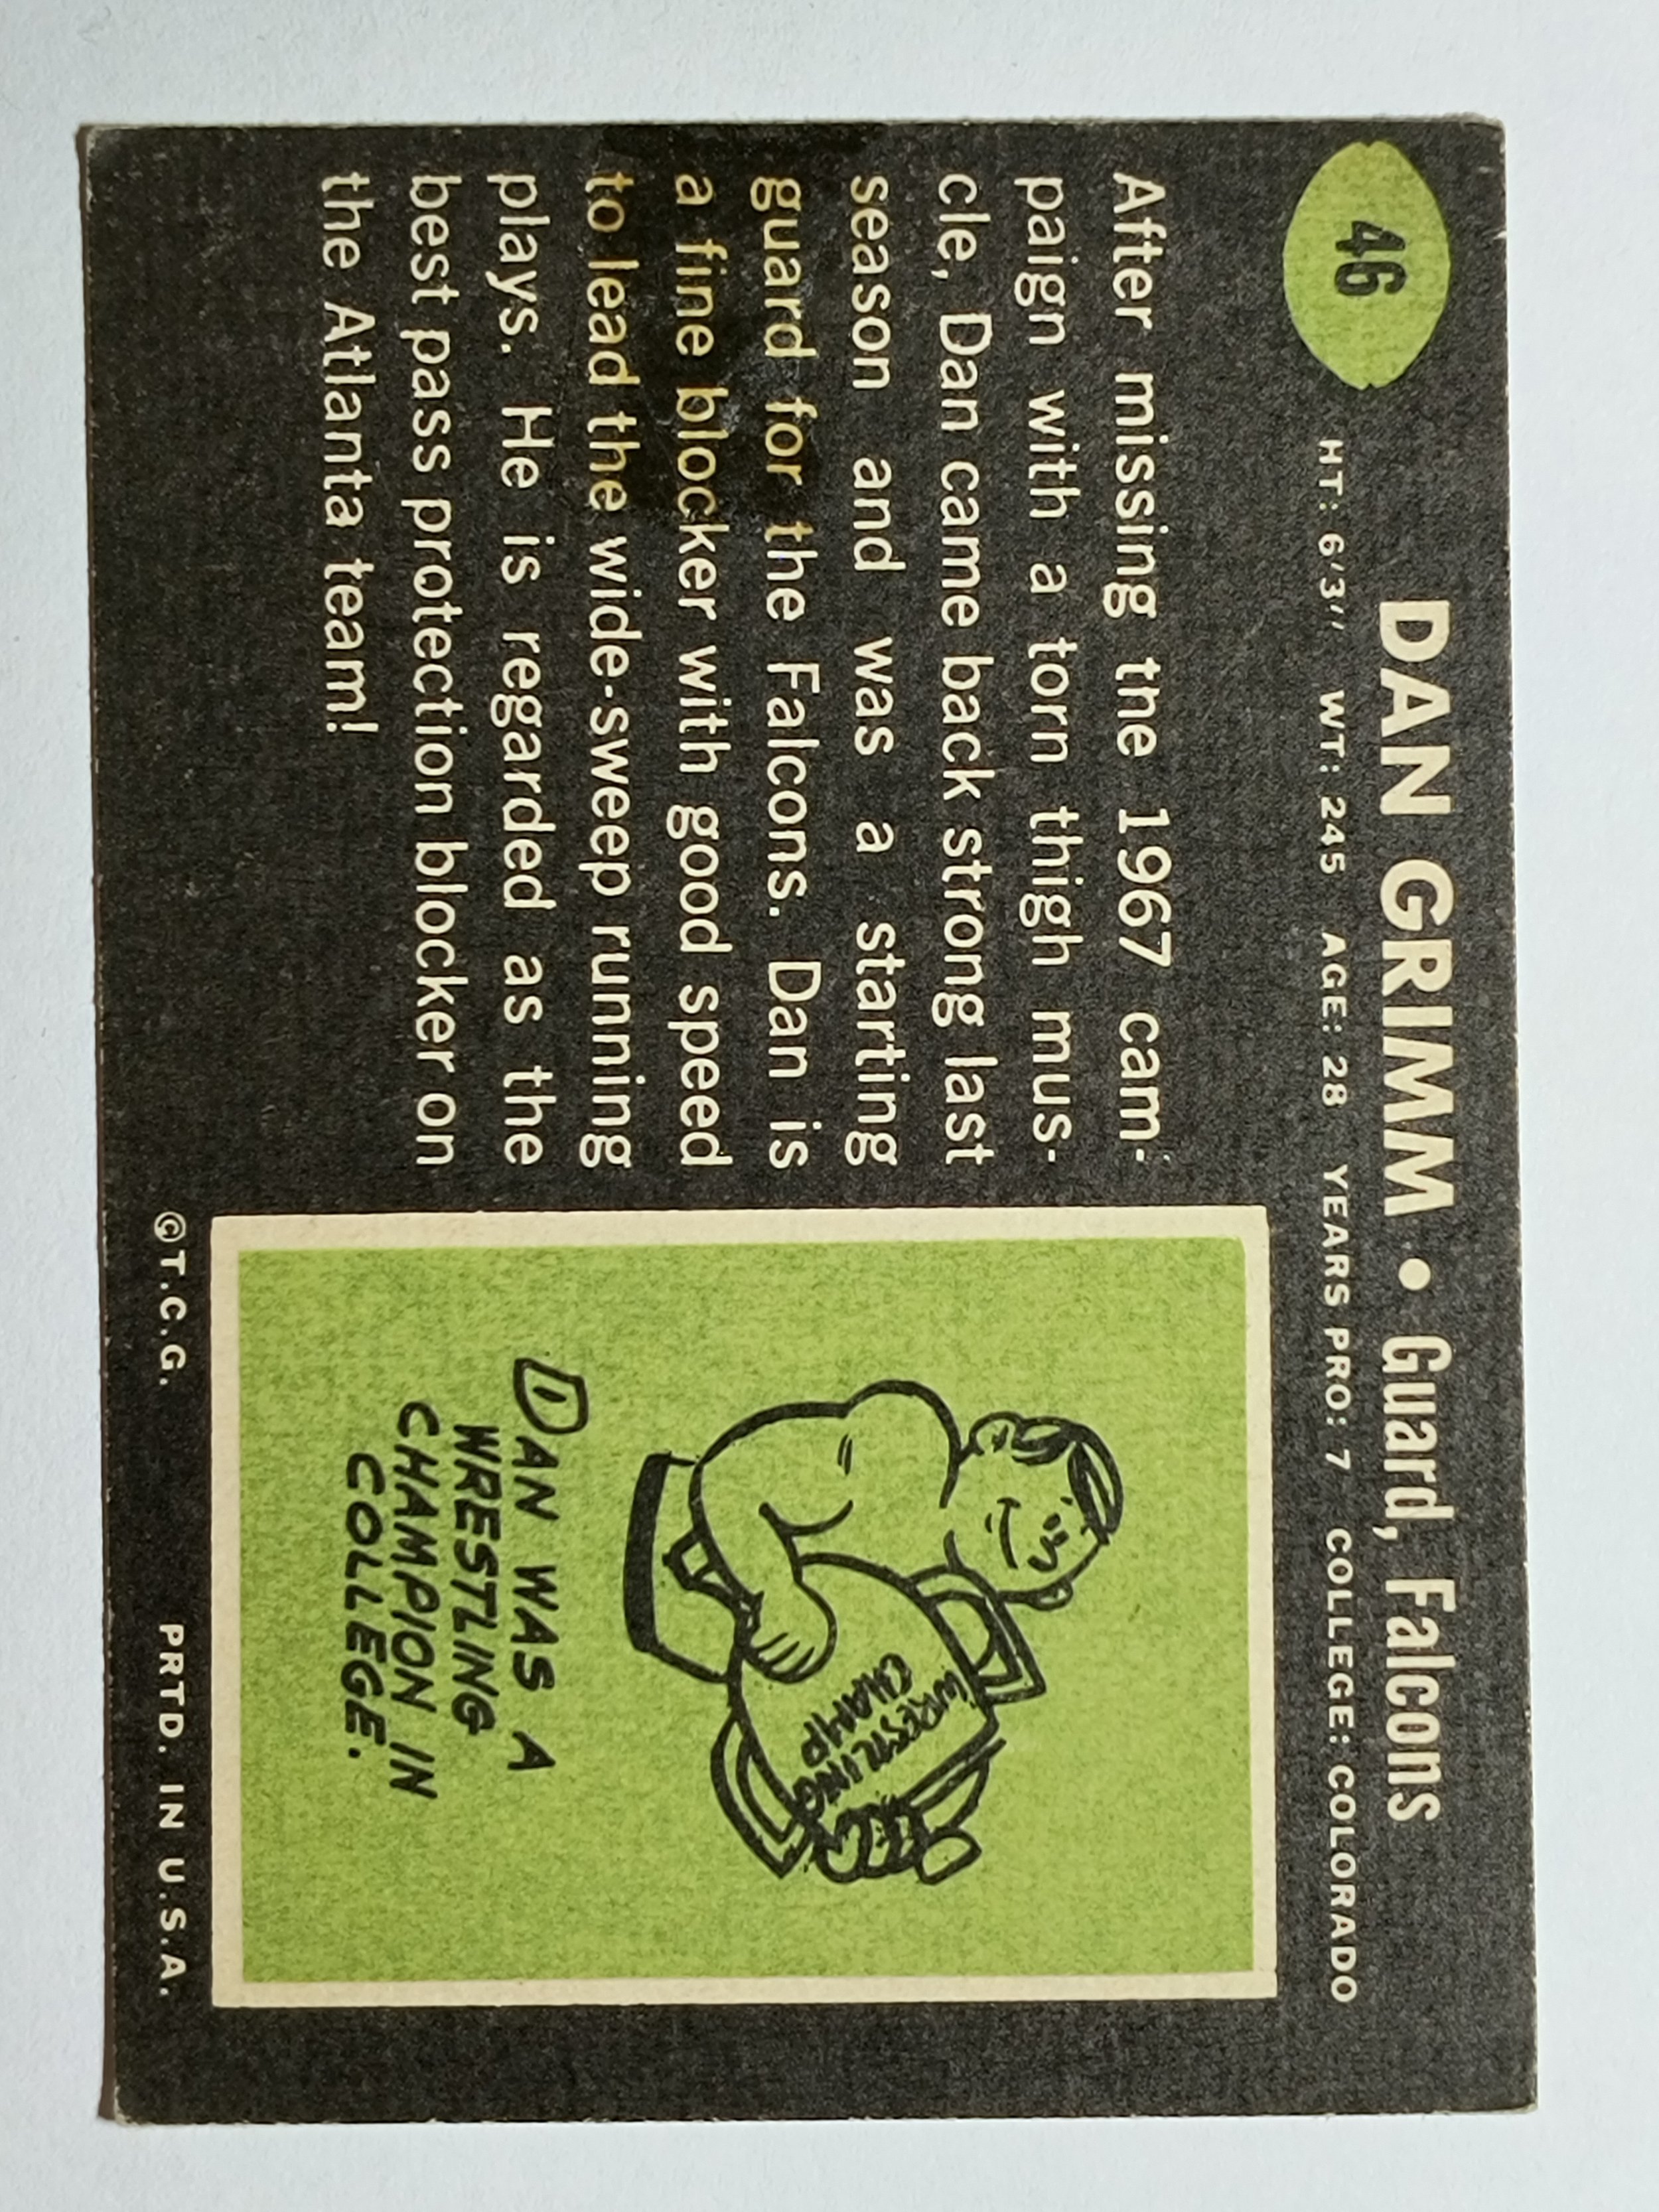 46
DAN GRIMM • Guard, Falcons
HT: 6'3" WT: 245 AGE: 28 YEARS PRO: 7 COLLEGE: COLORADO
After missing the 1967 cam-
paign with a torn thigh mus-
cle, Dan came back strong last
season and was a starting
guard for the Falcons. Dan is
a fine blocker with good speed
to lead the wide-sweep running
plays. He is regarded as the
best pass protection blocker on
the Atlanta team!
WRESTLING
CHAMP
DAN WAS A
WRESTLING
CHAMPION IN
COLLEGE.
©T.C.G. PRTD. IN U.S.A.